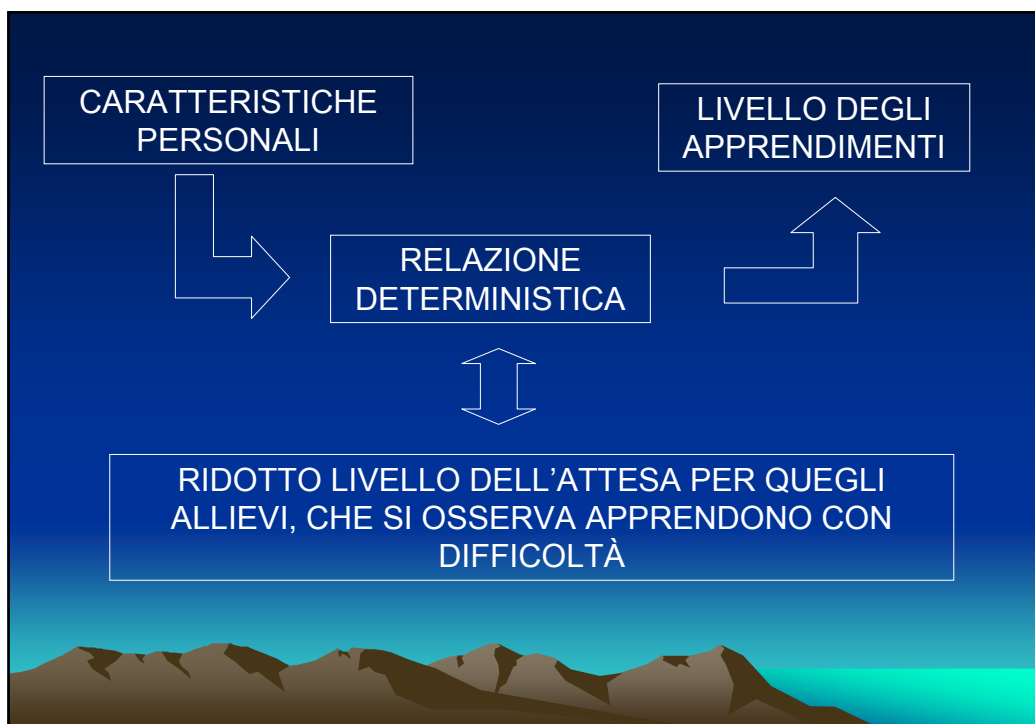 CARATTERISTICHE
PERSONALI
LIVELLO DEGLI
APPRENDIMENTI
RELAZIONE
DETERMINISTICA
RIDOTTO LIVELLO DELL’ATTESA PER QUEGLI
ALLIEVI, CHE SI OSSERVA APPRENDONO CON
DIFFICOLTÀ